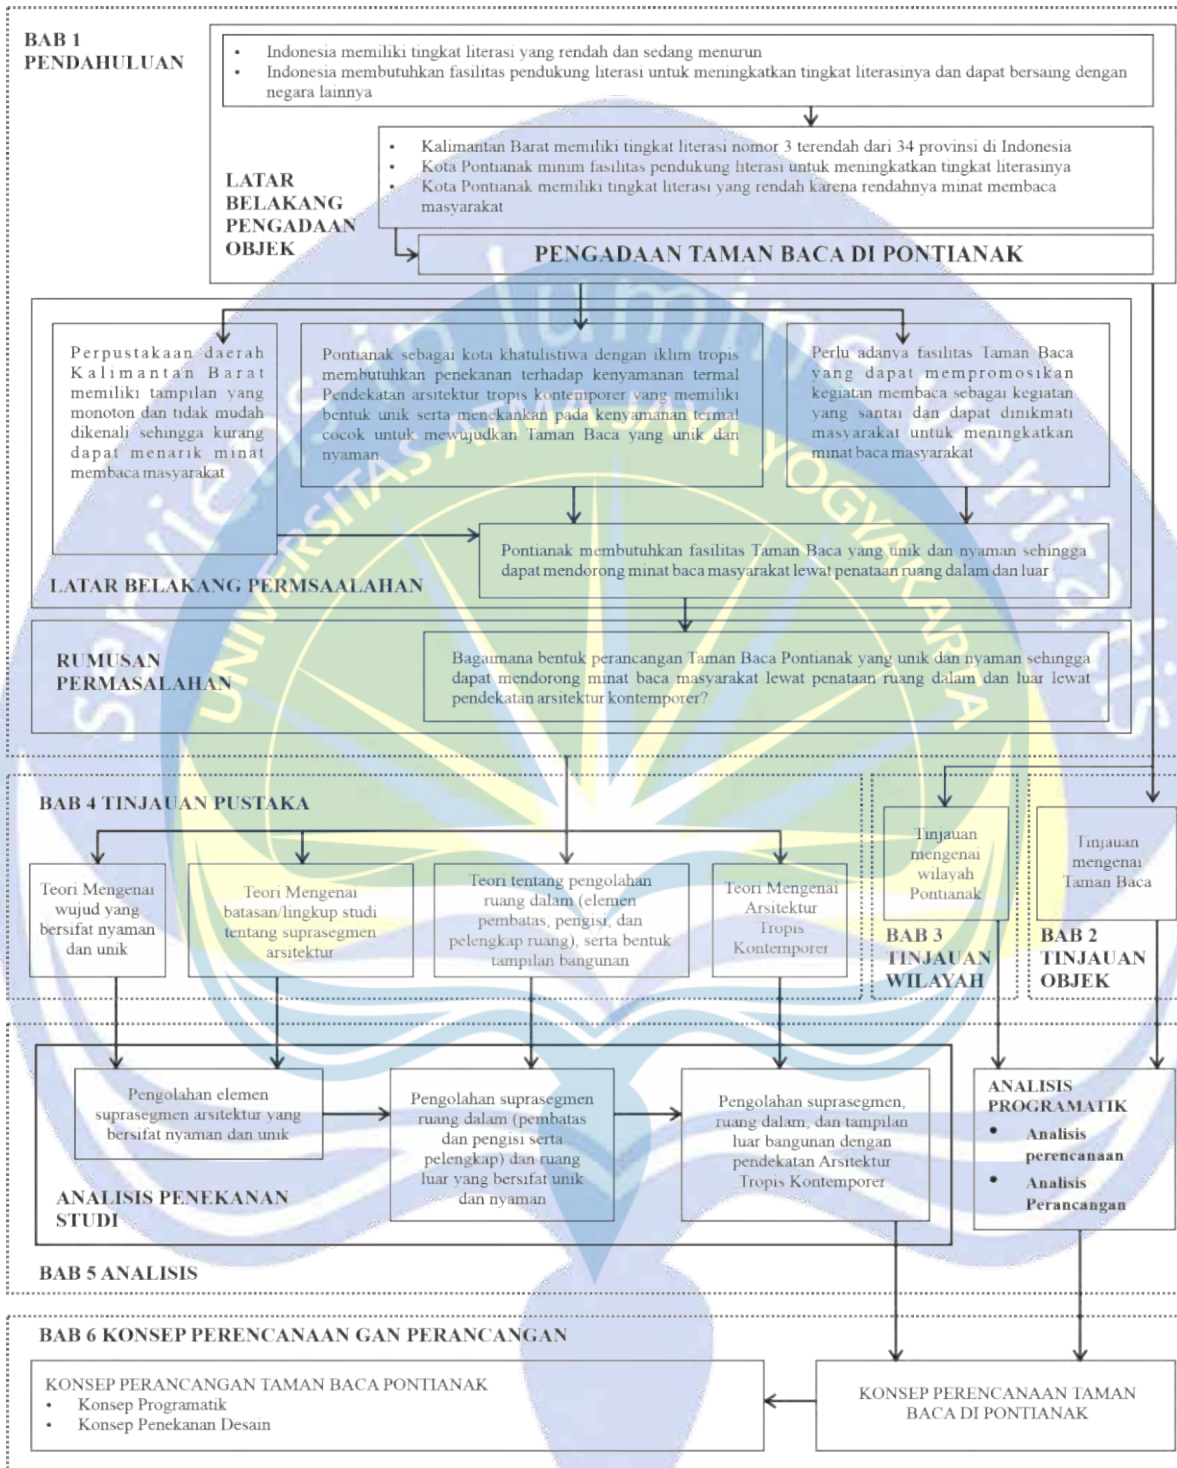 BAB 1
PENDAHULUAN
• Indonesia memiliki tingkat literasi yang rendah dan sedang menurun
• Indonesia membutuhkan fasilitas pendukung literasi untuk meningkatkan tingkat literasinya dan dapat bersaing dengan
negara lainnya
LATAR
BELAKANG
PENGADAAN
OBJEK
• Kalimantan Barat memiliki tingkat literasi nomor 3 terendah dari 34 provinsi di Indonesia
• Kota Pontianak minim fasilitas pendukung literasi untuk meningkatkan tingkat literasinya
• Kota Pontianak memiliki tingkat literasi yang rendah karena rendahnya minat membaca
masyarakat
PENGADAAN TAMAN BACA DI PONTIANAK
Perpustakaan daerah
Kalimantan Barat
memiliki tampilan yang
monoton dan tidak mudah
dikenali sehingga kurang
dapat menarik minat
membaca masyarakat
Pontianak sebagai kota khatulistiwa dengan iklim tropis
membutuhkan penekanan terhadap kenyamanan termal
Pendekatan arsitektur tropis kontemporer yang memiliki
bentuk unik serta menekankan pada kenyamanan termal
cocok untuk mewujudkan Taman Baca yang unik dan
nyaman
Perlu adanya fasilitas Taman Baca
yang dapat mempromosikan
kegiatan membaca sebagai kegiatan
yang santai dan dapat dinikmati
masyarakat untuk meningkatkan
minat baca masyarakat
Pontianak membutuhkan fasilitas Taman Baca yang unik dan nyaman sehingga
dapat mendorong minat baca masyarakat lewat penataan ruang dalam dan luar
LATAR BELAKANG PERMSAALAHAN
RUMUSAN
PERMASALAHAN
Bagaimana bentuk perancangan Taman Baca Pontianak yang unik dan nyaman sehingga
dapat mendorong minat baca masyarakat lewat penataan ruang dalam dan luar lewat
pendekatan arsitektur kontemporer?
BAB 4 TINJAUAN PUSTAKA
Teori Mengenai
wujud yang
bersifat nyaman
dan unik
Teori Mengenai
batasan/lingkup studi
tentang suprasegmen
arsitektur
Teori tentang pengolahan
ruang dalam (elemen
pembatas, pengisi, dan
pelengkap ruang), serta bentuk
tampilan bangunan
Teori Mengenai
Arsitektur
Tropis
Kontemporer
Tinjauan
mengenai
wilayah
Pontianak
BAB 3
TINJAUAN
WILAYAH
Tinjauan
mengenai
Taman Baca
BAB 2
TINJAUAN
OBJEK
Pengolahan elemen
suprasegmen arsitektur yang
bersifat nyaman dan unik
Pengolahan suprasegmen
ruang dalam (pembatas
dan pengisi serta
pelengkap) dan ruang
luar yang bersifat unik
dan nyaman
Pengolahan suprasegmen,
ruang dalam, dan tampilan
luar bangunan dengan
pendekatan Arsitektur
Tropis Kontemporer
ANALISIS
PROGRAMATIK
• Analisis
perencanaan
• Analisis
Perancangan
ANALISIS PENEKANAN
STUDI
BAB 5 ANALISIS
BAB 6 KONSEP PERENCANAAN GAN PERANCANGAN
KONSEP PERANCANGAN TAMAN BACA PONTIANAK
• Konsep Programatik
• Konsep Penekanan Desain
KONSEP PERENCANAAN TAMAN
BACA DI PONTIANAK
serviens in lumine veritatis
UNIVERSITAS ATMA JAYA YOGYAKARTA